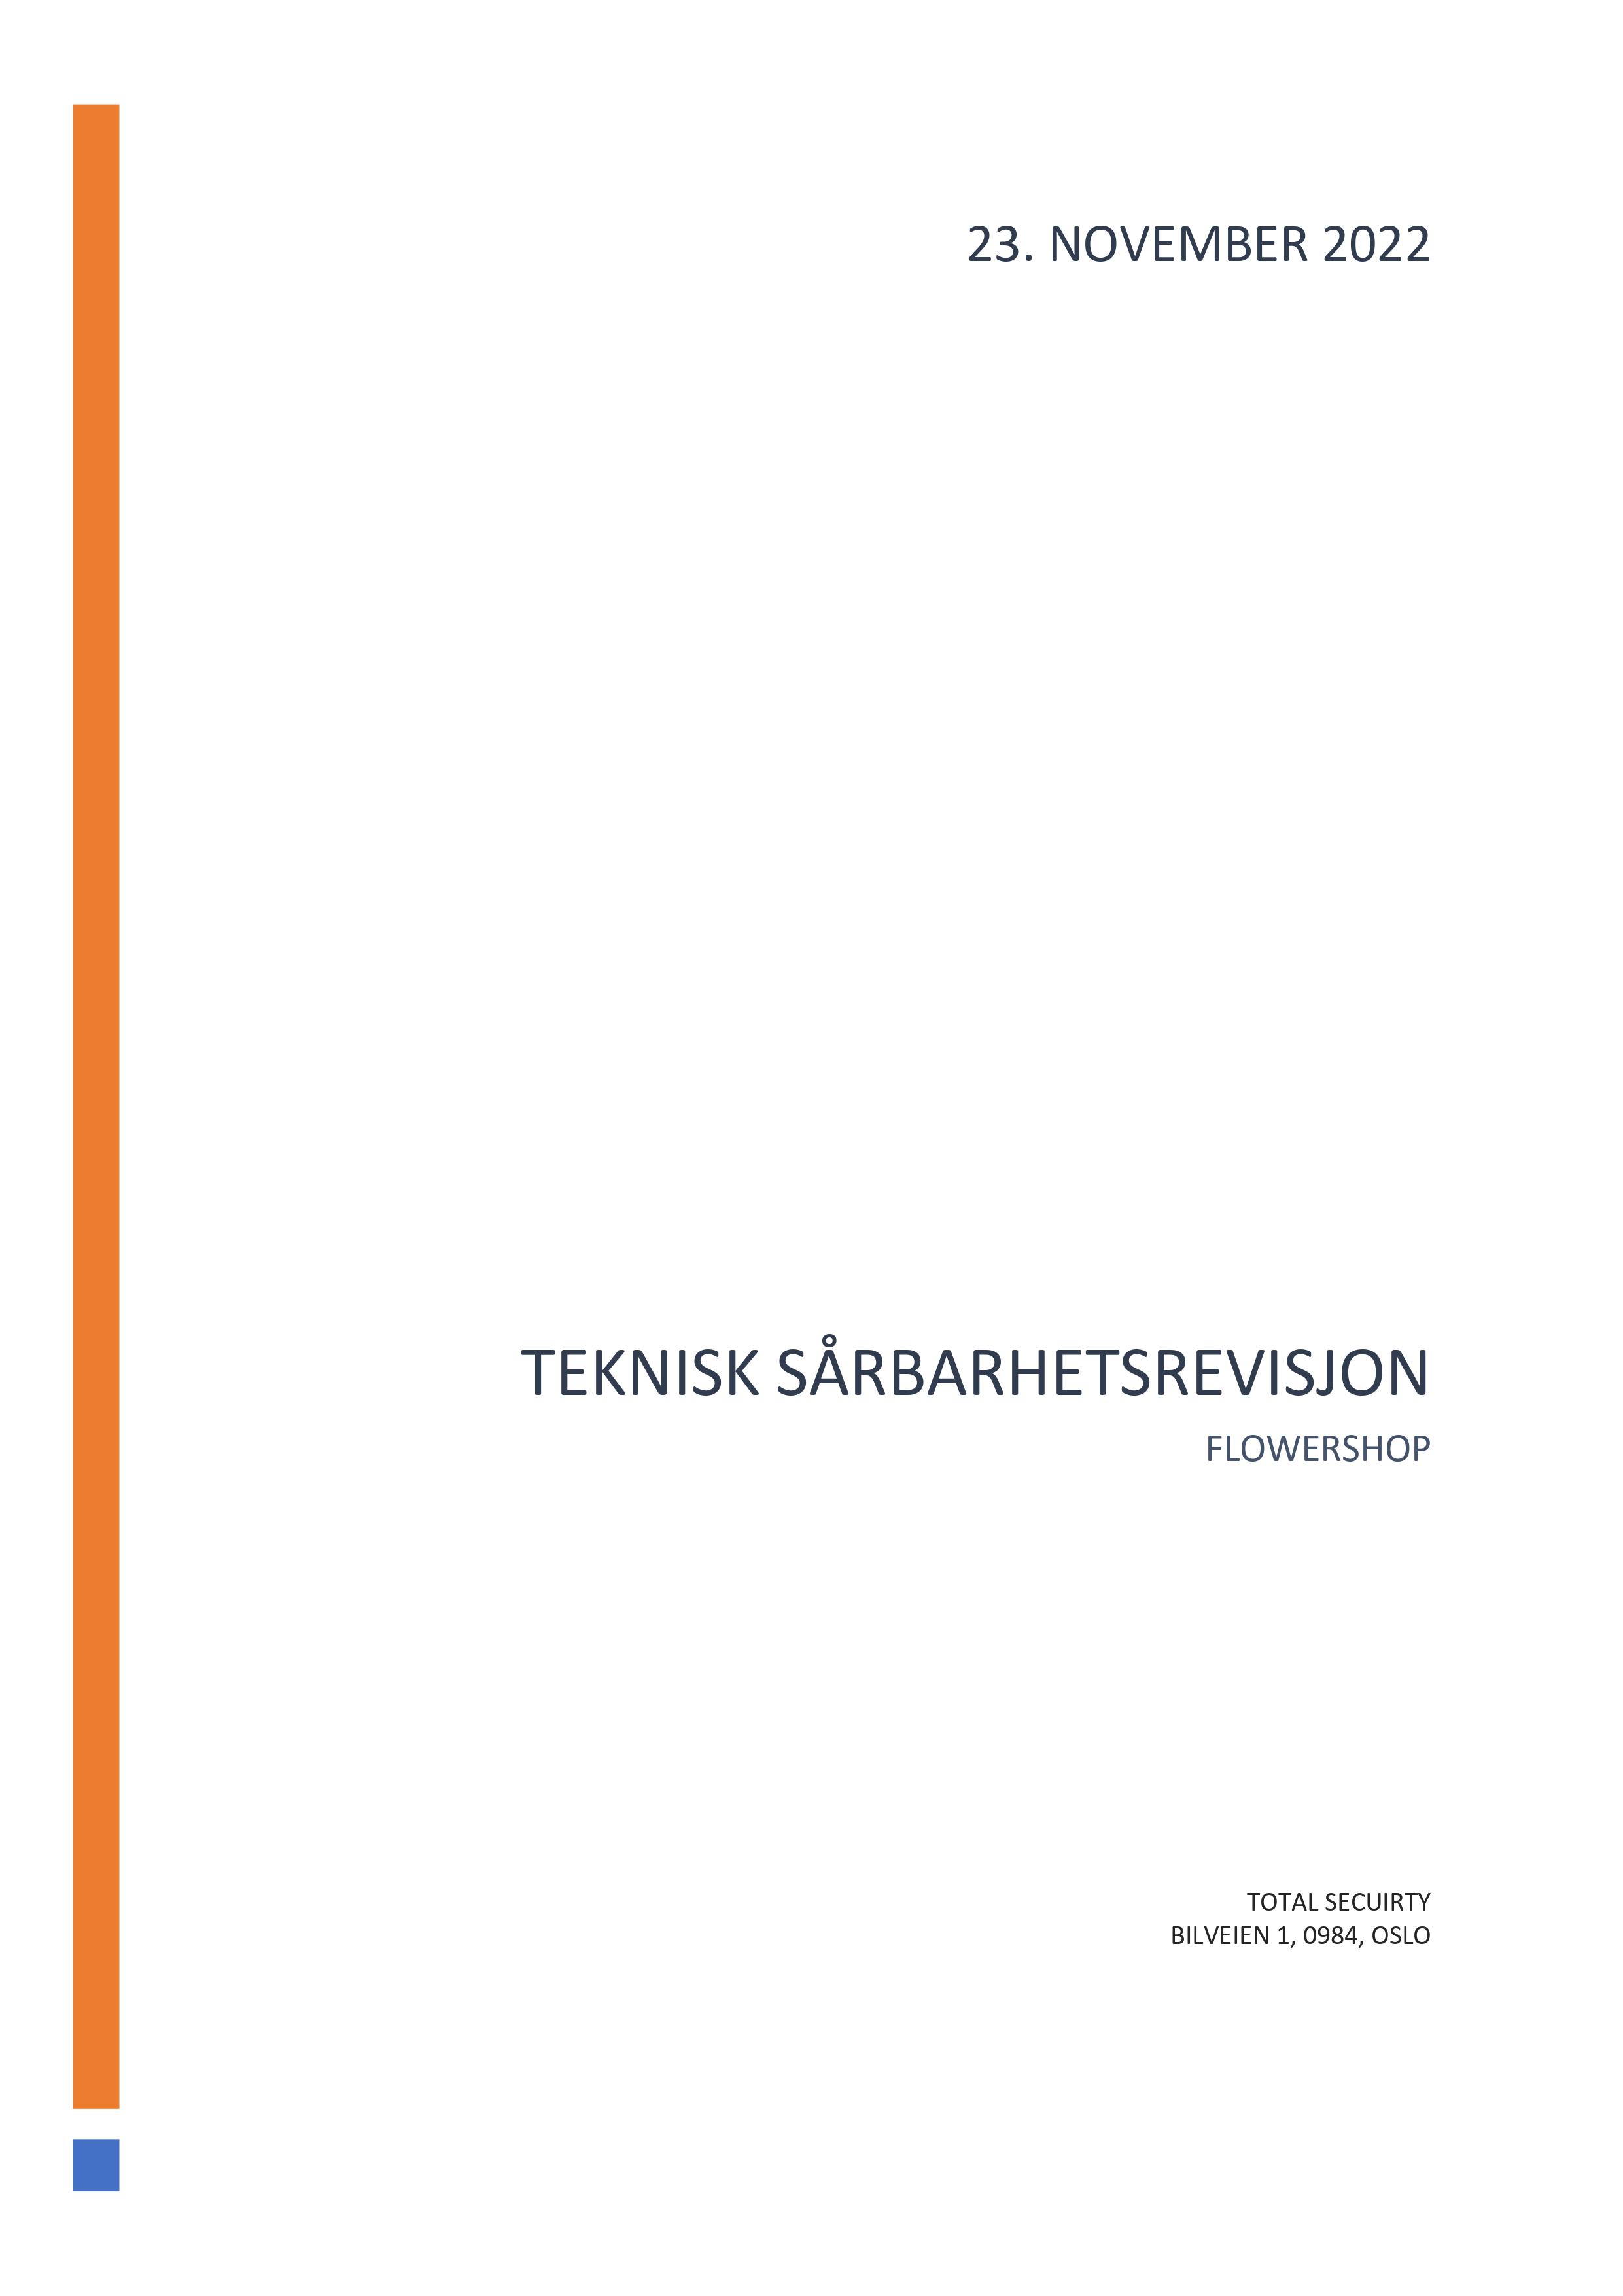 23. NOVEMBER 2022
TEKNISK SÅRBARHETSREVISJON
FLOWERSHOP
TOTAL SECUIRTY
BILVEIEN 1, 0984, OSLO